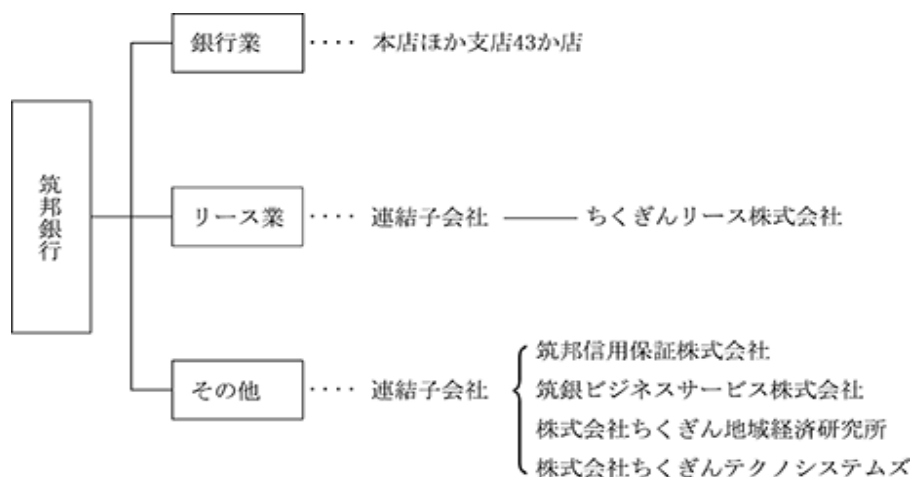 筑邦銀行
銀行業 ‥‥ 本店ほか支店43か店
リース業 ‥‥ 連結子会社 ――― ちくぎんリース株式会社
その他 ‥‥ 連結子会社
筑邦信用保証株式会社
筑銀ビジネスサービス株式会社
株式会社ちくぎん地域経済研究所
株式会社ちくぎんテクノシステムズ